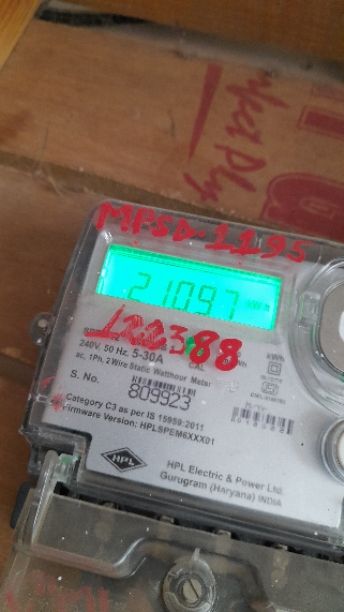 MPSD-1195
2109.7 kWh
122388
240V, 50 Hz, 5-30A
ac, 1Ph, 2 Wire Static Watthour Meter
S. No.
809923
Category C3 as per IS 15959:2011
Firmware Version: HPLSPEM6XXX01
HPL
HPL Electric & Power Ltd.
Gurugram (Haryana) INDIA